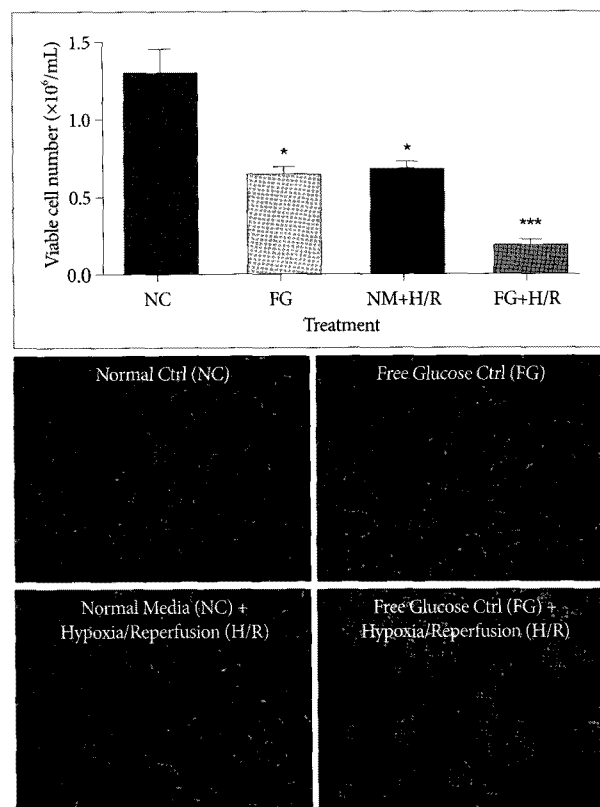 Viable cell number (×10⁶/mL)
1.5
1.0
0.5
0.0
*
*
***
NC
FG
NM+H/R
FG+H/R
Treatment
Normal Ctrl (NC)
Free Glucose Ctrl (FG)
Normal Media (NC) +
Hypoxia/Reperfusion (H/R)
Free Glucose Ctrl (FG) +
Hypoxia/Reperfusion (H/R)